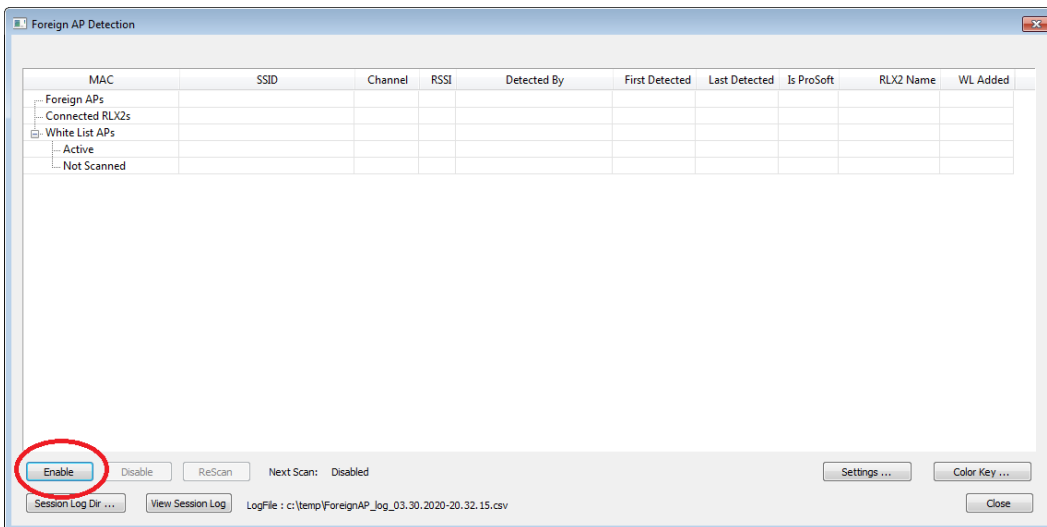 Foreign AP Detection
MAC SSID Channel RSSI Detected By First Detected Last Detected Is ProSoft RLX2 Name WL Added
Foreign APs
Connected RLX2s
White List APs
Active
Not Scanned
Enable Disable ReScan Next Scan: Disabled Settings ... Color Key ...
Session Log Dir ... View Session Log LogFile : c:\temp\ForeignAP_log_03.30.2020-20.32.15.csv Close